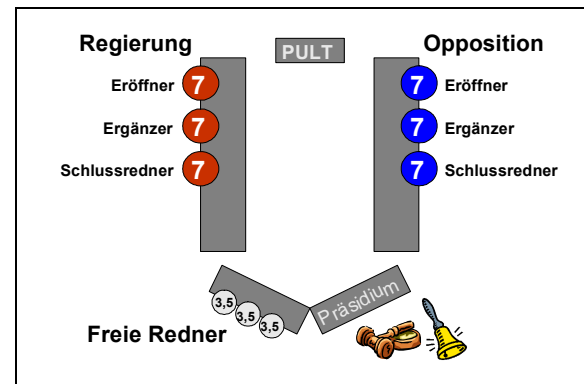 Regierung
PULT
Opposition
Eröffner 7
7 Eröffner
Ergänzer 7
7 Ergänzer
Schlussredner 7
7 Schlussredner
3,5
3,5
3,5
Präsidium
Freie Redner